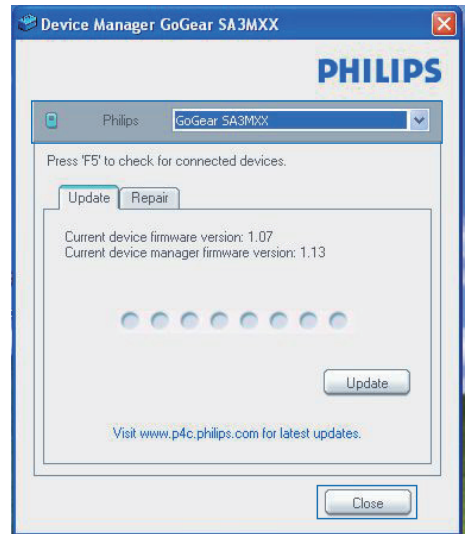 Device Manager GoGear SA3MXX
PHILIPS
Philips GoGear SA3MXX
Press 'F5' to check for connected devices.
Update Repair
Current device firmware version: 1.07
Current device manager firmware version: 1.13
Update
Visit www.p4c.philips.com for latest updates.
Close